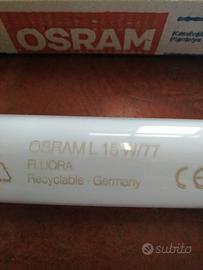 OSRAM
OSRAM L 15 W/77
FLUORA
Recyclable · Germany
CE
subito